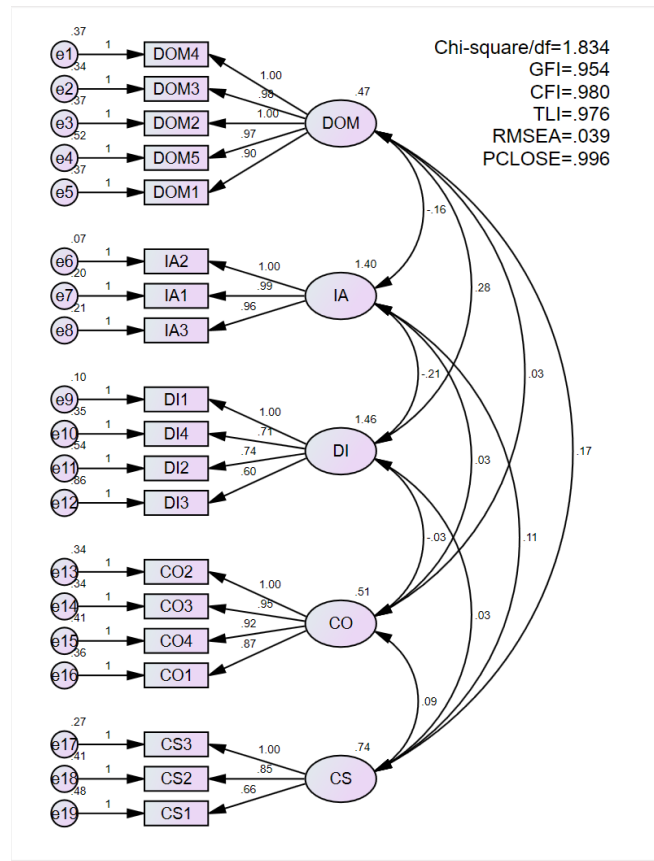 Chi-square/df=1.834
GFI=.954
CFI=.980
TLI=.976
RMSEA=.039
PCLOSE=.996
.37
e1 1 DOM4
.34
e2 1 DOM3
.37
e3 1 DOM2
.52
e4 1 DOM5
.37
e5 1 DOM1
1.00
.98
1.00
.97
.90
.47
DOM
-.16
.07
e6 1 IA2
.20
e7 1 IA1
.21
e8 1 IA3
1.00
.99
.96
1.40
IA
.28
-.21
.03
.10
e9 1 DI1
.35
e10 1 DI4
.54
e11 1 DI2
.86
e12 1 DI3
1.00
.71
.74
.60
1.46
DI
.17
.03
-.03
.11
.34
e13 1 CO2
.34
e14 1 CO3
.41
e15 1 CO4
.36
e16 1 CO1
1.00
.95
.92
.87
.51
CO
.03
.09
.27
e17 1 CS3
.41
e18 1 CS2
.48
e19 1 CS1
1.00
.85
.66
.74
CS